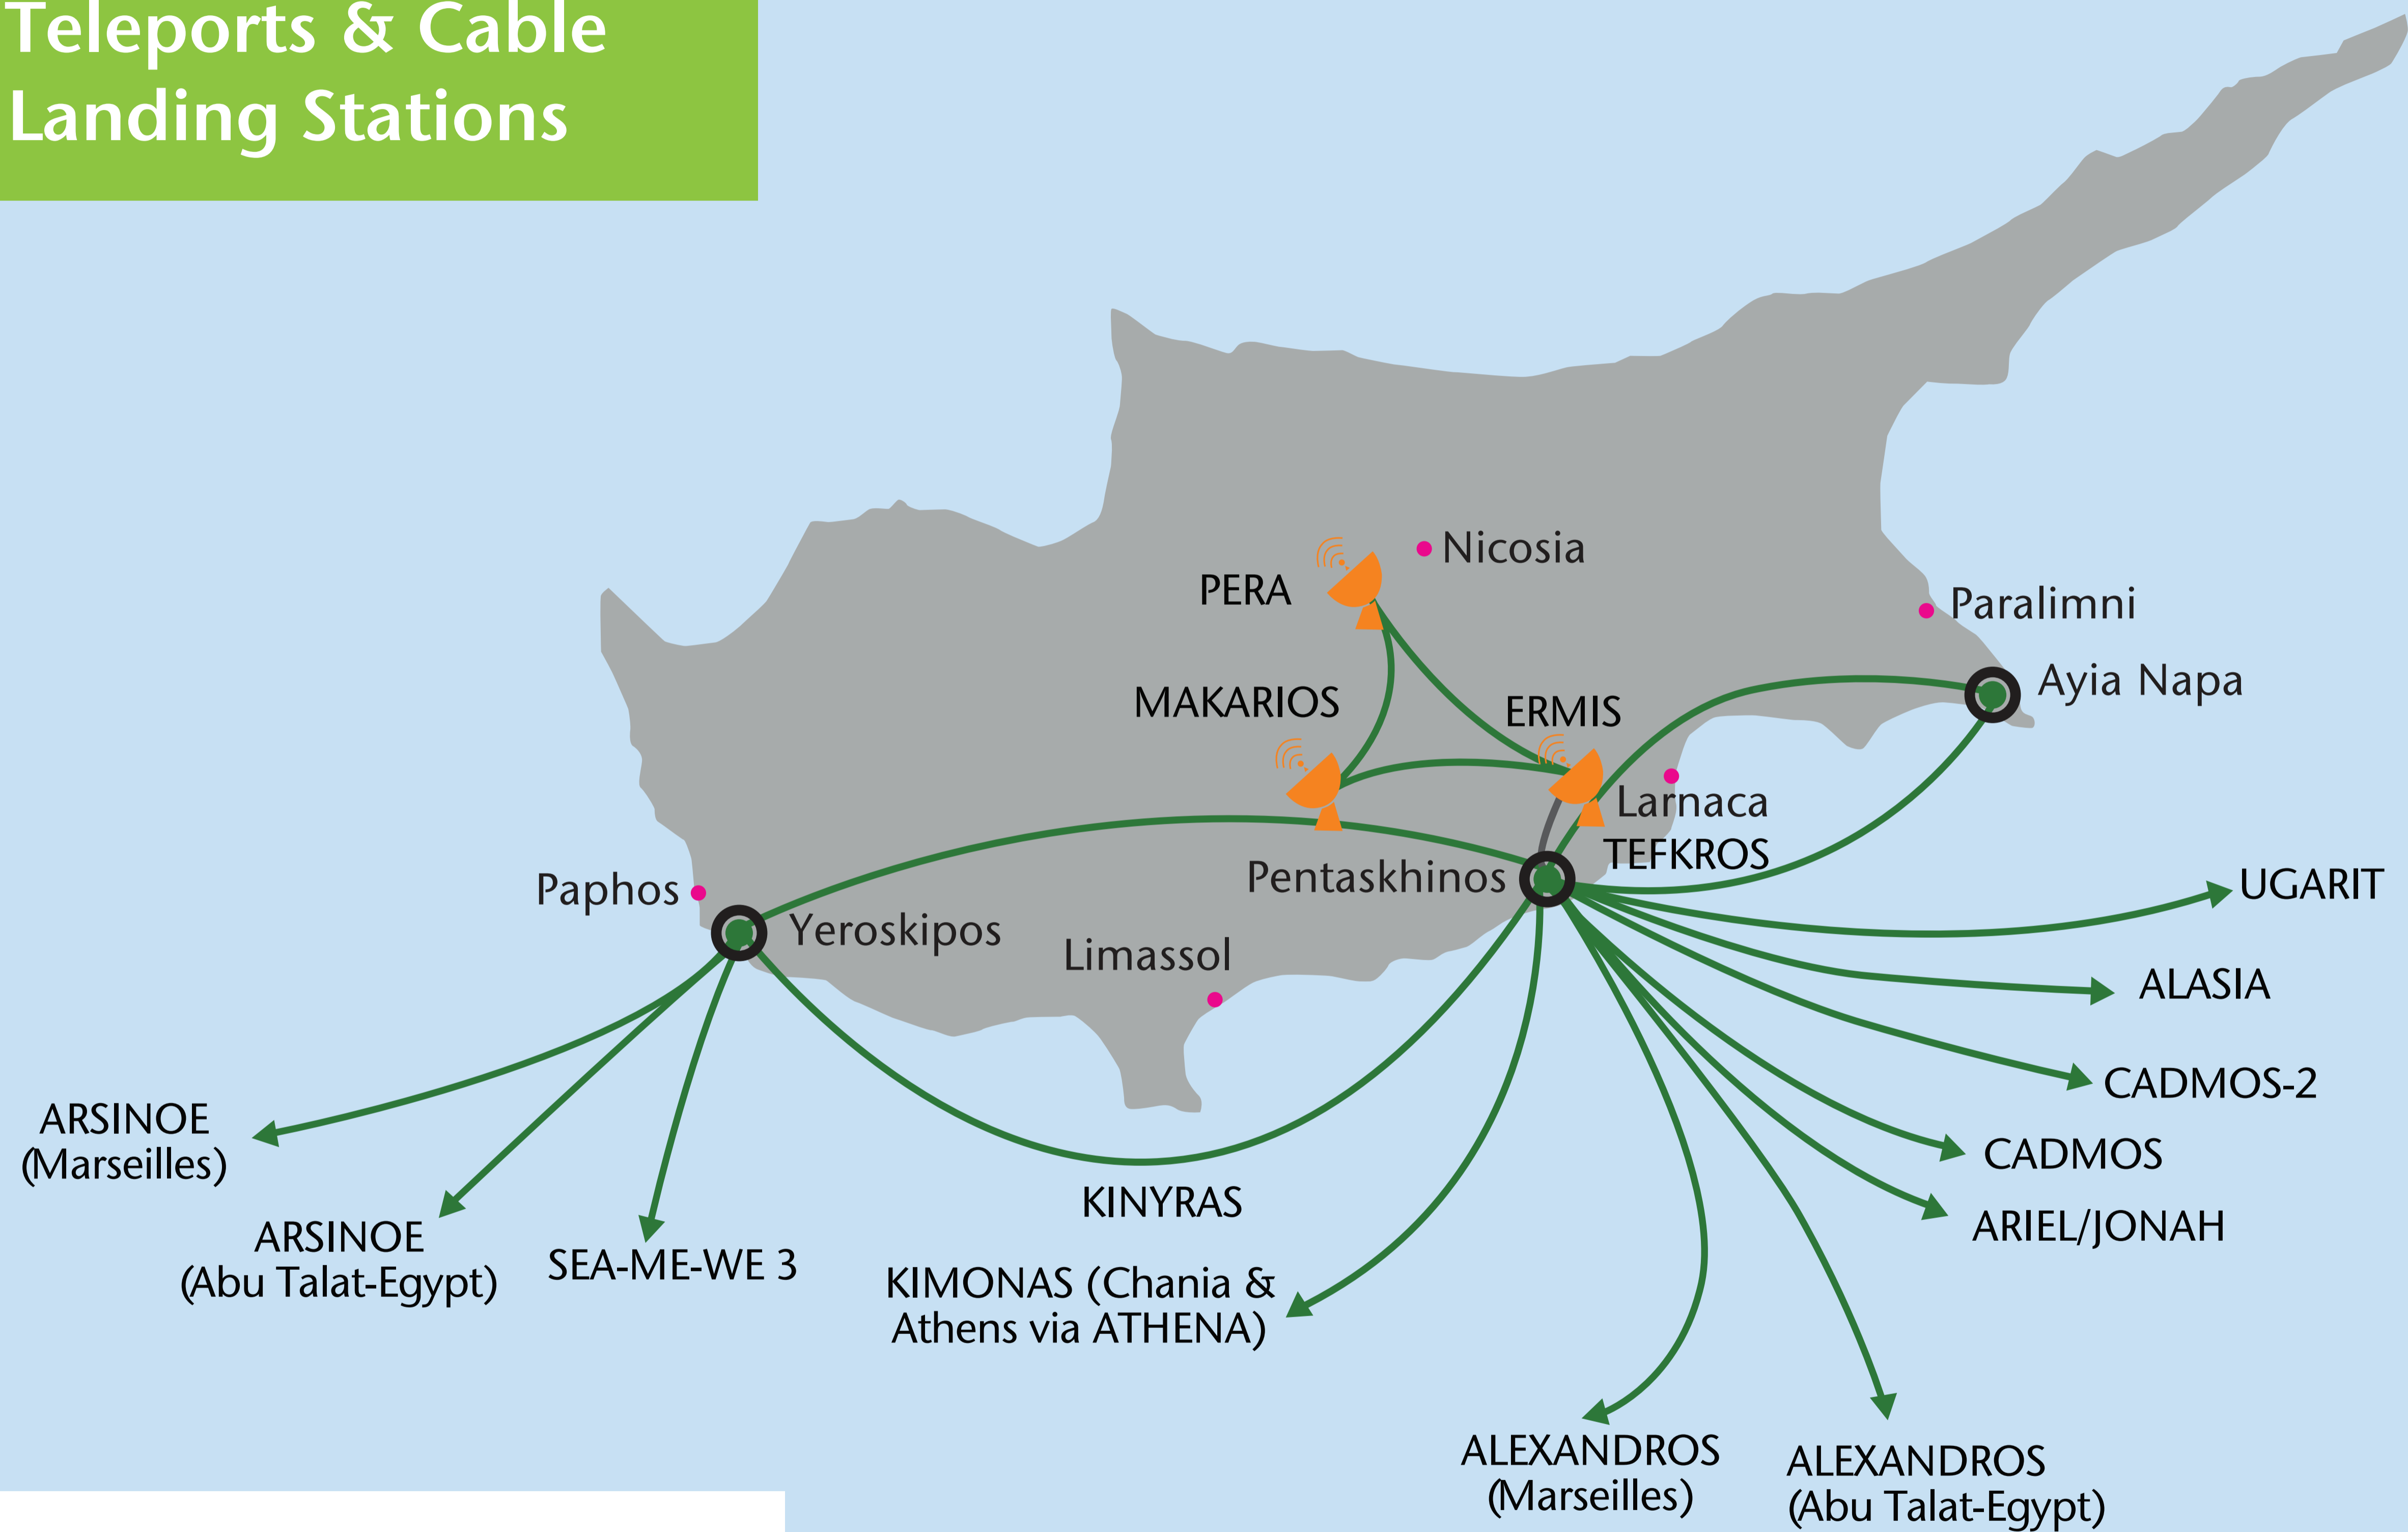 Teleports & Cable
Landing Stations
Nicosia
PERA
Paralimni
Ayia Napa
MAKARIOS
ERMIS
Larnaca
TEFKROS
Pentaskhinos
Paphos
Yeroskipos
Limassol
UGARIT
ALASIA
CADMOS-2
CADMOS
ARIEL/JONAH
ARSINOE
(Marseilles)
ARSINOE
(Abu Talat-Egypt)
SEA-ME-WE 3
KINYRAS
KIMONAS (Chania &
Athens via ATHENA)
ALEXANDROS
(Marseilles)
ALEXANDROS
(Abu Talat-Egypt)